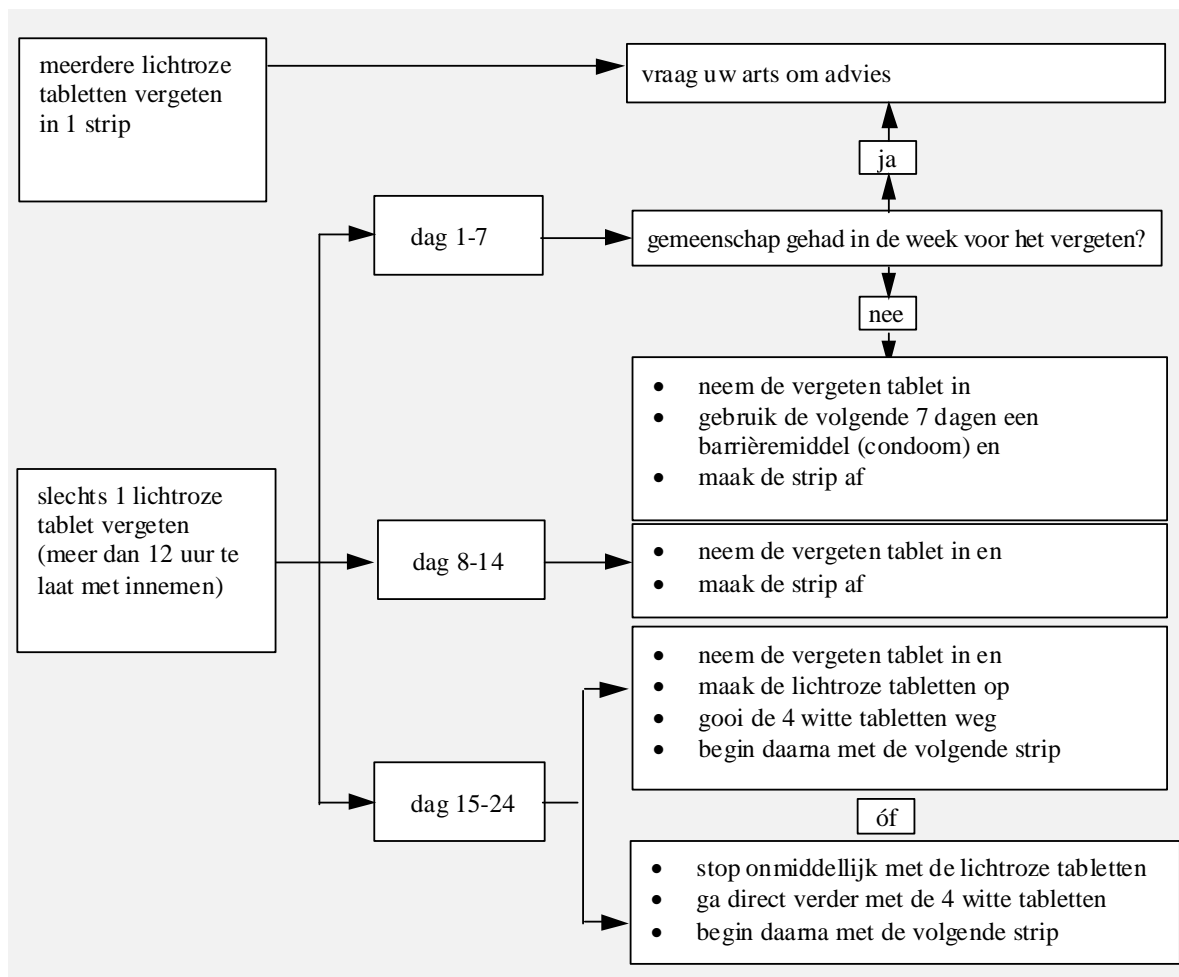 meerdere lichtroze
tabletten vergeten
in 1 strip
vraag uw arts om advies
ja
dag 1-7
gemeenschap gehad in de week voor het vergeten?
nee
• neem de vergeten tablet in
• gebruik de volgende 7 dagen een
barrièremiddel (condoom) en
• maak de strip af
slechts 1 lichtroze
tablet vergeten
(meer dan 12 uur te
laat met innemen)
dag 8-14
• neem de vergeten tablet in en
• maak de strip af
• neem de vergeten tablet in en
• maak de lichtroze tabletten op
• gooi de 4 witte tabletten weg
• begin daarna met de volgende strip
dag 15-24
óf
• stop onmiddellijk met de lichtroze tabletten
• ga direct verder met de 4 witte tabletten
• begin daarna met de volgende strip